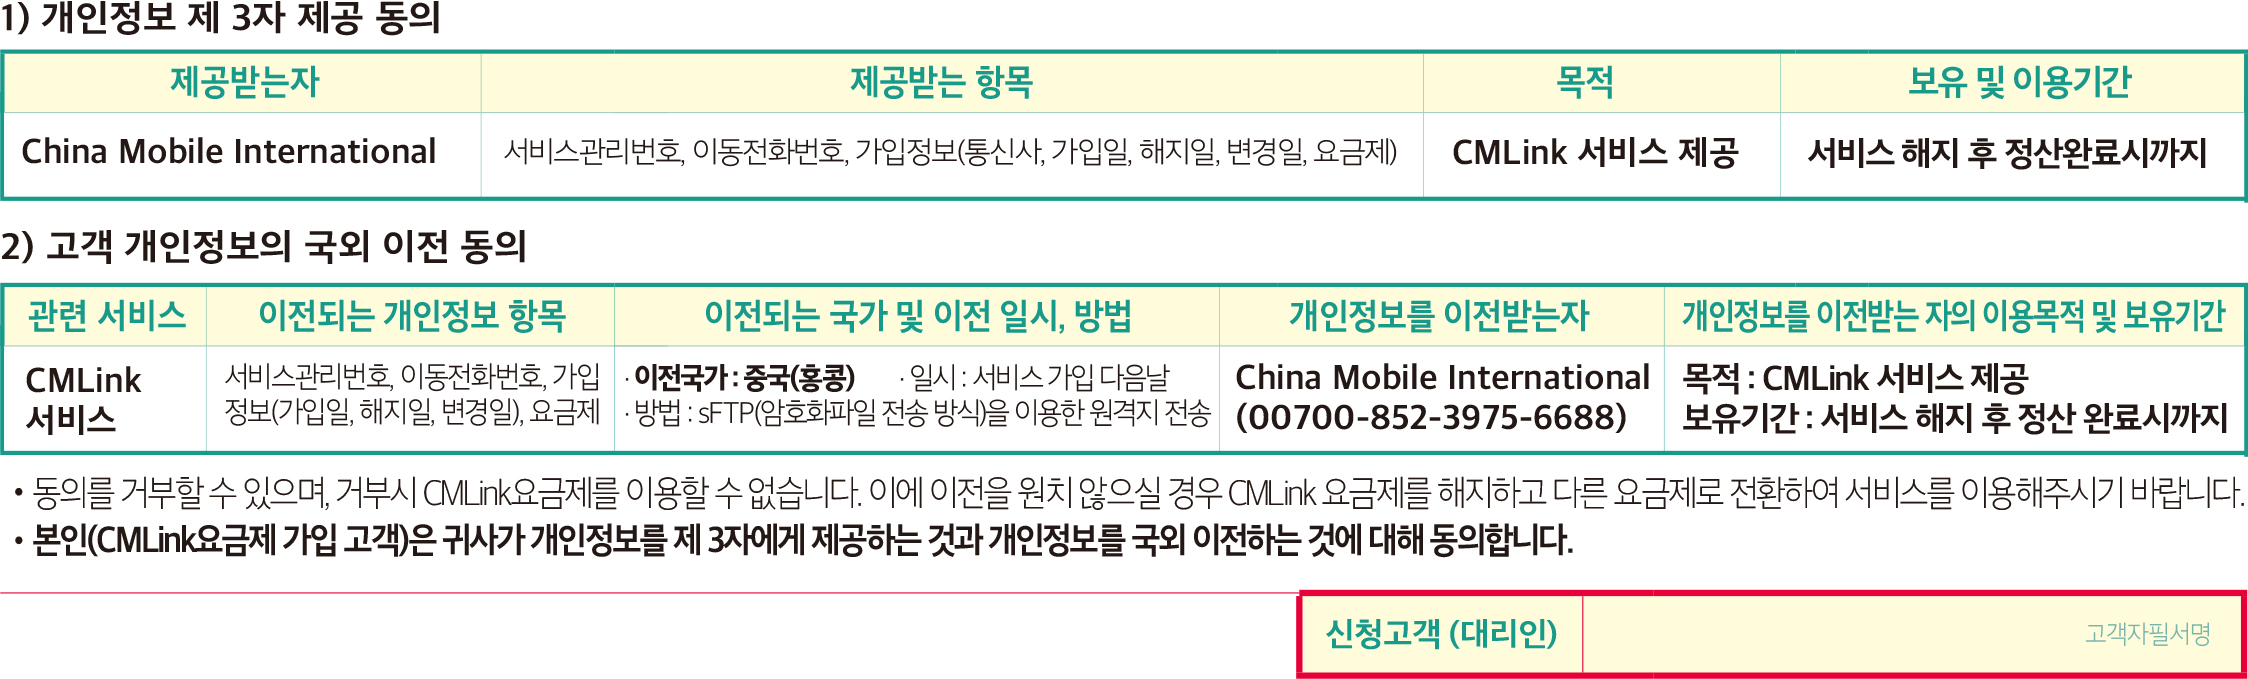 1) 개인정보 제 3자 제공 동의
제공받는자 제공받는 항목 목적 보유 및 이용기간
China Mobile International 서비스관리번호, 이동전화번호, 가입정보(통신사, 가입일, 해지일, 변경일, 요금제) CMLink 서비스 제공 서비스 해지 후 정산완료시까지
2) 고객 개인정보의 국외 이전 동의
관련 서비스 이전되는 개인정보 항목 이전되는 국가 및 이전 일시, 방법 개인정보를 이전받는자 개인정보를 이전받는 자의 이용목적 및 보유기간
CMLink 서비스관리번호, 이동전화번호, 가입 · 이전국가 : 중국(홍콩) · 일시 : 서비스 가입 다음날 China Mobile International 목적 : CMLink 서비스 제공
서비스 정보(가입일, 해지일, 변경일), 요금제 · 방법 : sFTP(암호화파일 전송 방식)을 이용한 원격지 전송 (00700-852-3975-6688) 보유기간 : 서비스 해지 후 정산 완료시까지
• 동의를 거부할 수 있으며, 거부시 CMLink요금제를 이용할 수 없습니다. 이에 이전을 원치 않으실 경우 CMLink 요금제를 해지하고 다른 요금제로 전환하여 서비스를 이용해주시기 바랍니다.
• 본인(CMLink요금제 가입 고객)은 귀사가 개인정보를 제 3자에게 제공하는 것과 개인정보를 국외 이전하는 것에 대해 동의합니다.
신청고객 (대리인) 고객자필서명